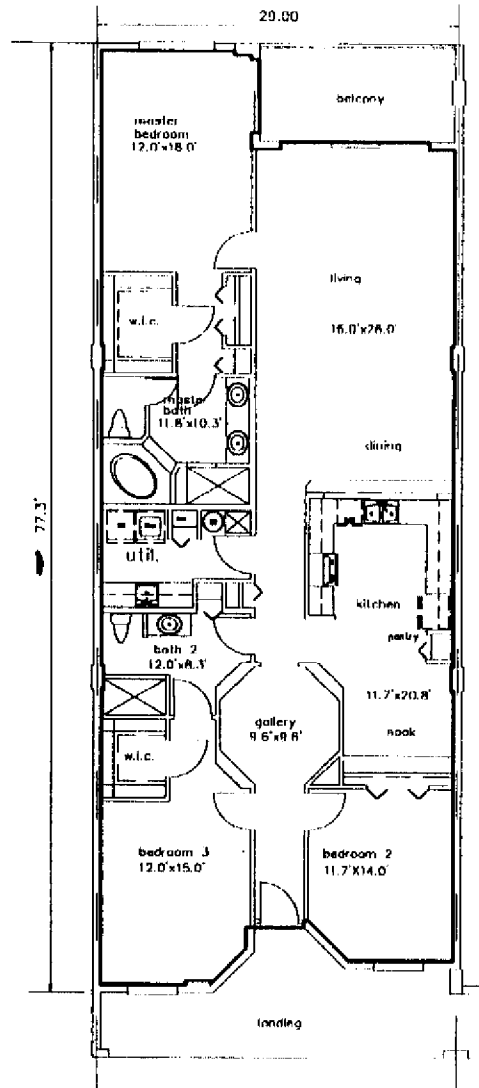 29.00
balcony
master
bedroom
12.0'x18.0'
living
w.i.c.
16.0'x26.0'
master
bath
11.8'x10.3'
dining
77.3'
util.
kitchen
pantry
bath 2
12.0'x8.3'
11.7'x20.8'
gallery
9.6'x9.6'
nook
w.i.c.
bedroom 3
12.0'x15.0'
bedroom 2
11.7'X14.0'
landing